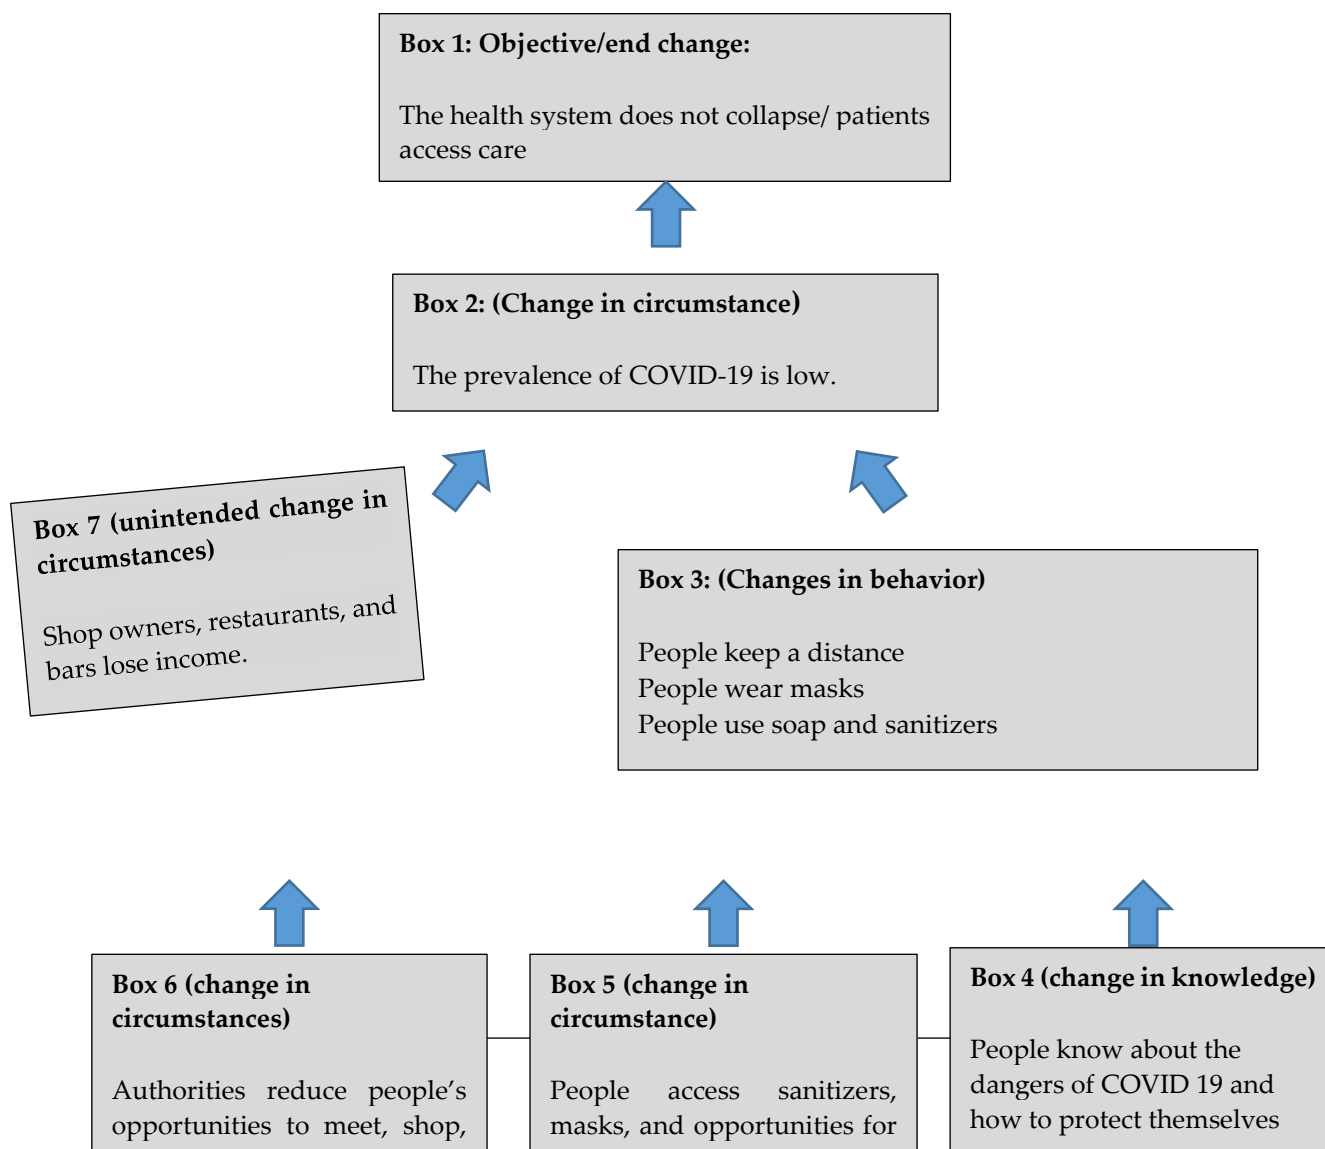 Box 1: Objective/end change:
The health system does not collapse/ patients
access care
Box 2: (Change in circumstance)
The prevalence of COVID-19 is low.
Box 7 (unintended change in
circumstances)
Shop owners, restaurants, and
bars lose income.
Box 3: (Changes in behavior)
People keep a distance
People wear masks
People use soap and sanitizers
Box 6 (change in
circumstances)
Authorities reduce people’s
opportunities to meet, shop,
Box 5 (change in
circumstance)
People access sanitizers,
masks, and opportunities for
Box 4 (change in knowledge)
People know about the
dangers of COVID 19 and
how to protect themselves